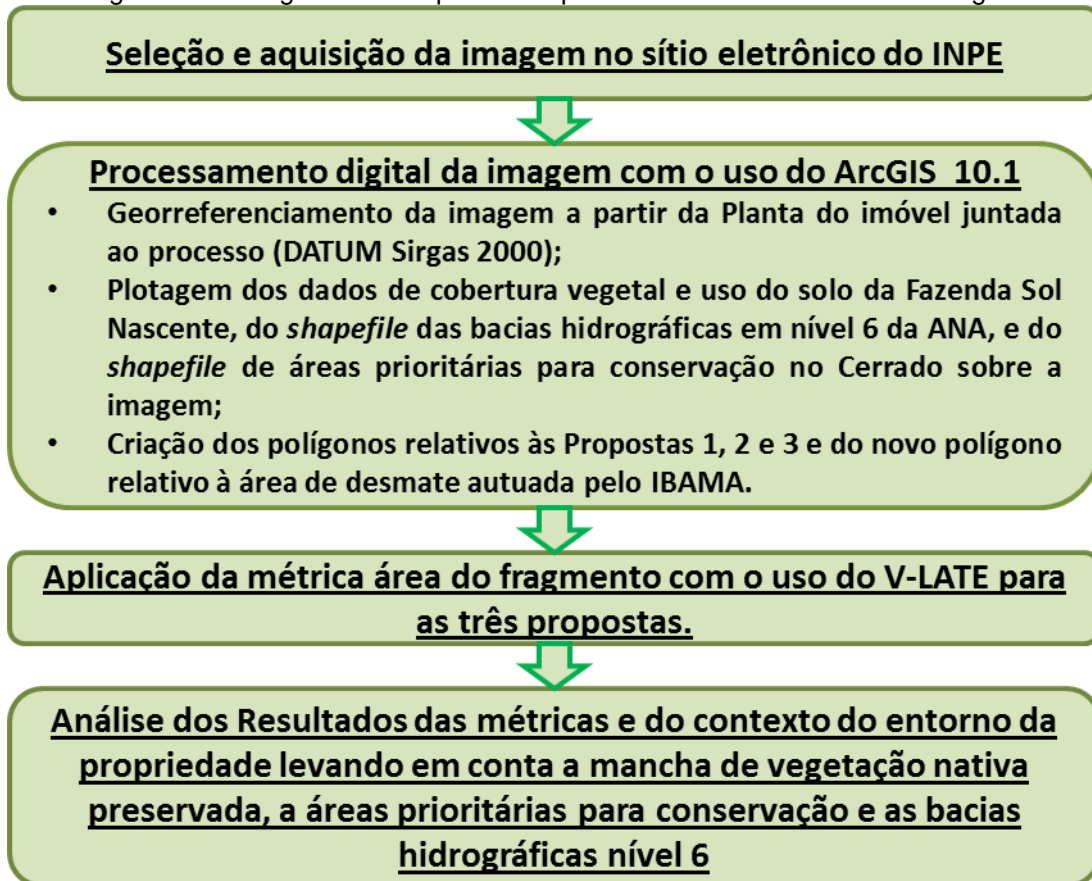 Seleção e aquisição da imagem no sítio eletrônico do INPE
Processamento digital da imagem com o uso do ArcGIS 10.1
• Georreferenciamento da imagem a partir da Planta do imóvel juntada
ao processo (DATUM Sirgas 2000);
• Plotagem dos dados de cobertura vegetal e uso do solo da Fazenda Sol
Nascente, do shapefile das bacias hidrográficas em nível 6 da ANA, e do
shapefile de áreas prioritárias para conservação no Cerrado sobre a
imagem;
• Criação dos polígonos relativos às Propostas 1, 2 e 3 e do novo polígono
relativo à área de desmate autuada pelo IBAMA.
Aplicação da métrica área do fragmento com o uso do V-LATE para
as três propostas.
Análise dos Resultados das métricas e do contexto do entorno da
propriedade levando em conta a mancha de vegetação nativa
preservada, a áreas prioritárias para conservação e as bacias
hidrográficas nível 6